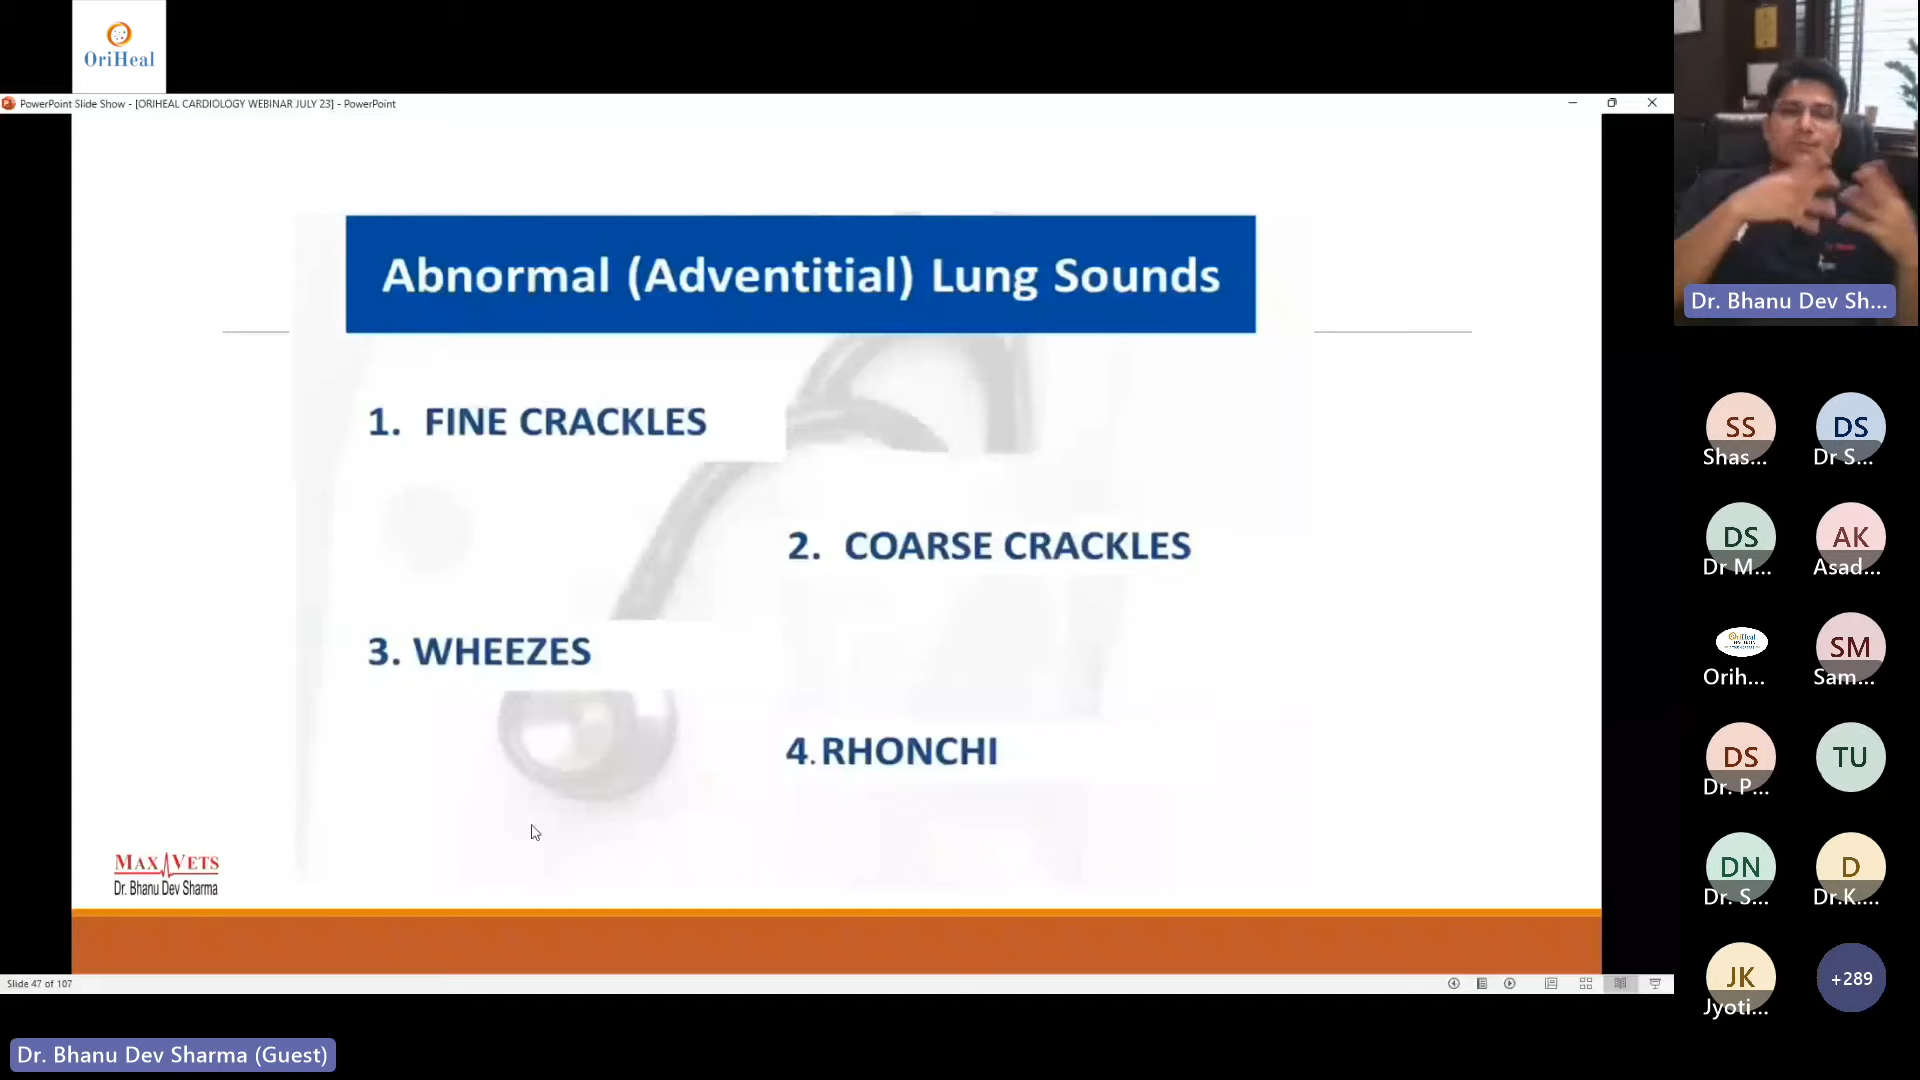 OriHeal
PowerPoint Slide Show - [ORIHEAL CARDIOLOGY WEBINAR JULY 23] - PowerPoint
Abnormal (Adventitial) Lung Sounds
1. FINE CRACKLES
2. COARSE CRACKLES
3. WHEEZES
4. RHONCHI
MAX VETS
Dr. Bhanu Dev Sharma
Slide 47 of 107
Dr. Bhanu Dev Sharma (Guest)
Dr. Bhanu Dev Sh...
SS DS
Shas... Dr S...
DS AK
Dr M... Asad...
OriHeal SM
Orih... Sam...
DS TU
Dr. P...
DN D
Dr. S... Dr.K....
JK +289
Jyoti...